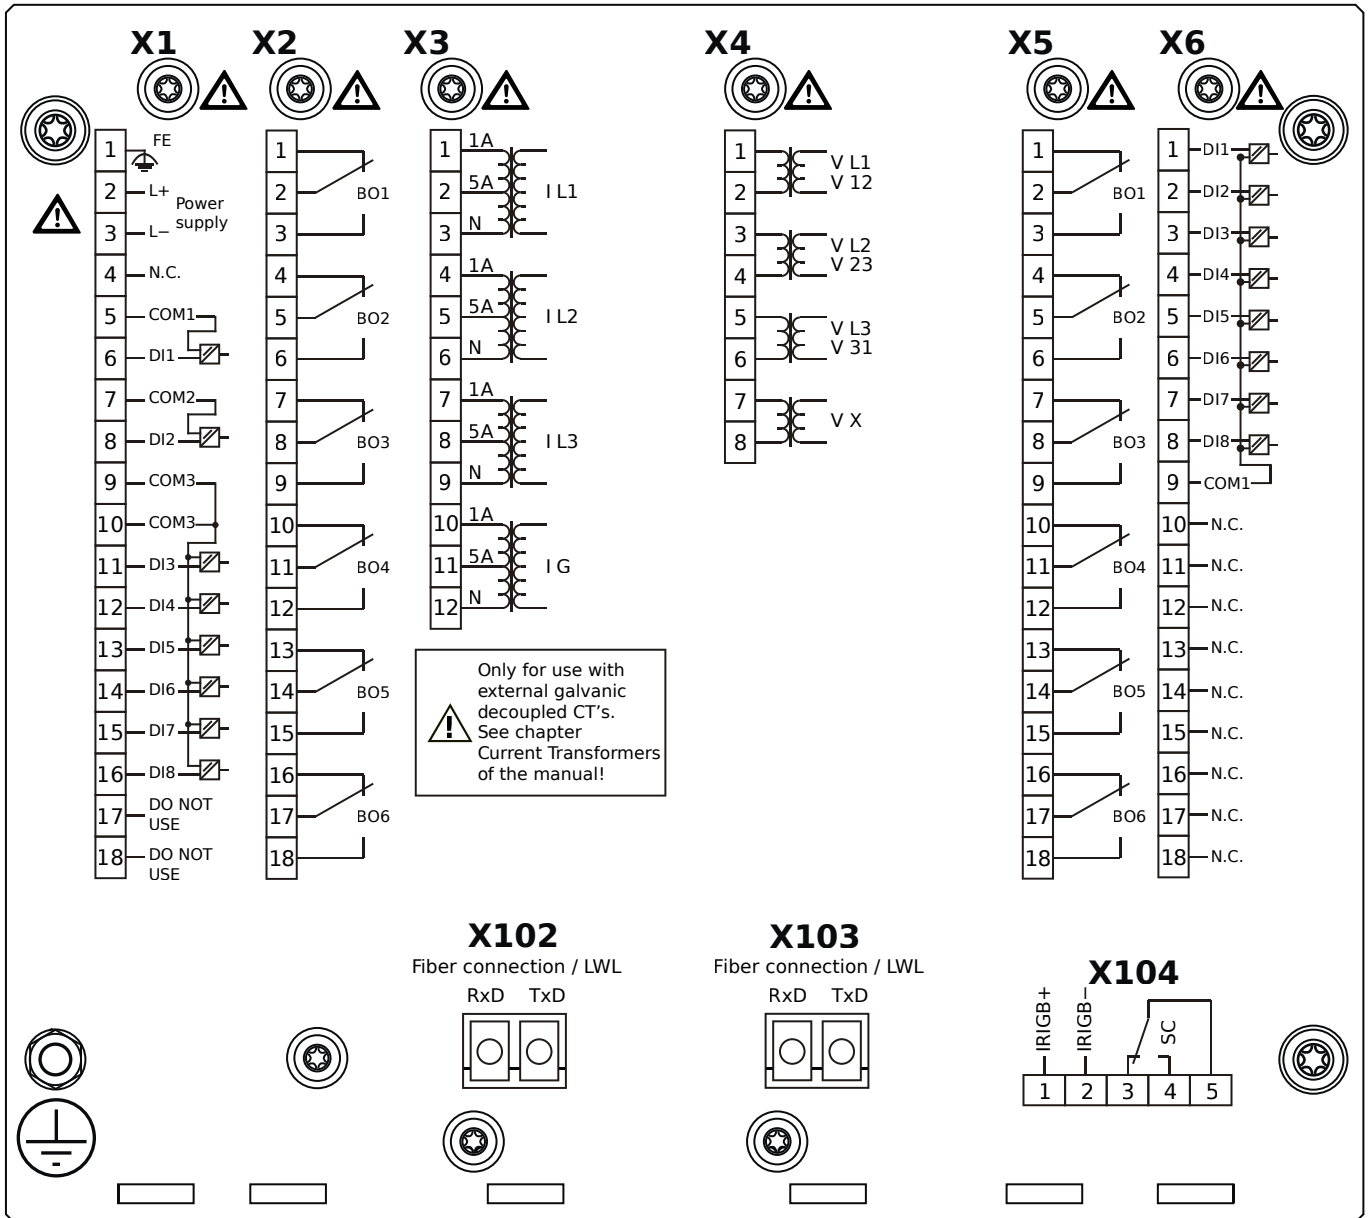 X1 X2 X3 X4 X5 X6
1 FE
2 L+
Power
supply
3 L−
4 N.C.
5 COM1
6 DI1
7 COM2
8 DI2
9 COM3
10 COM3
11 DI3
12 DI4
13 DI5
14 DI6
15 DI7
16 DI8
17 DO NOT
USE
18 DO NOT
USE
1
2 BO1
3
4
5 BO2
6
7
8 BO3
9
10
11 BO4
12
13
14 BO5
15
16
17 BO6
18
1 1A
2 5A I L1
3 N
4 1A
5 5A I L2
6 N
7 1A
8 5A I L3
9 N
10 1A
11 5A I G
12 N
Only for use with
external galvanic
decoupled CT's.
See chapter
Current Transformers
of the manual!
1 V L1
2 V 12
3 V L2
4 V 23
5 V L3
6 V 31
7 V X
8
1
2 BO1
3
4
5 BO2
6
7
8 BO3
9
10
11 BO4
12
13
14 BO5
15
16
17 BO6
18
1 DI1
2 DI2
3 DI3
4 DI4
5 DI5
6 DI6
7 DI7
8 DI8
9 COM1
10 N.C.
11 N.C.
12 N.C.
13 N.C.
14 N.C.
15 N.C.
16 N.C.
17 N.C.
18 N.C.
X102
Fiber connection / LWL
RxD TxD
X103
Fiber connection / LWL
RxD TxD
X104
IRIGB+
IRIGB−
SC
1 2 3 4 5